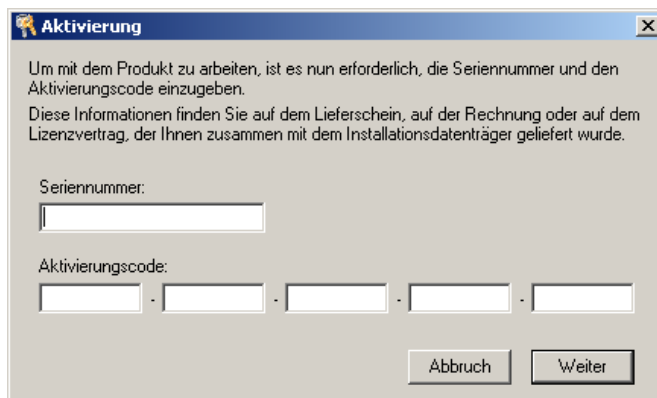 Aktivierung
Um mit dem Produkt zu arbeiten, ist es nun erforderlich, die Seriennummer und den
Aktivierungscode einzugeben.
Diese Informationen finden Sie auf dem Lieferschein, auf der Rechnung oder auf dem
Lizenzvertrag, der Ihnen zusammen mit dem Installationsdatenträger geliefert wurde.
Seriennummer:
Aktivierungscode:
- - - -
Abbruch Weiter